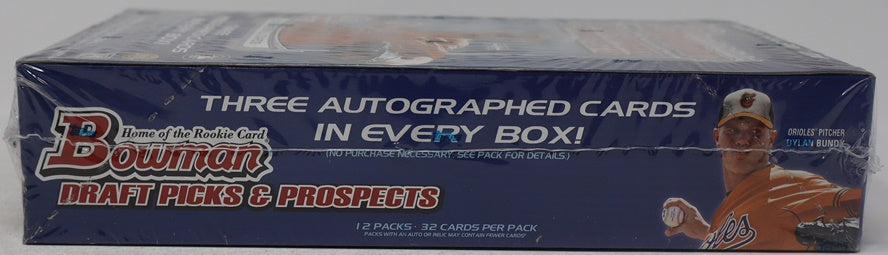 THREE AUTOGRAPHED CARDS
IN EVERY BOX!
(NO PURCHASE NECESSARY. SEE PACK FOR DETAILS.)
Home of the Rookie Card
Bowman
DRAFT PICKS & PROSPECTS
12 PACKS · 32 CARDS PER PACK
PACKS WITH AN AUTO OR RELIC MAY CONTAIN FEWER CARDS
ORIOLES' PITCHER
DYLAN BUNDY
Orioles